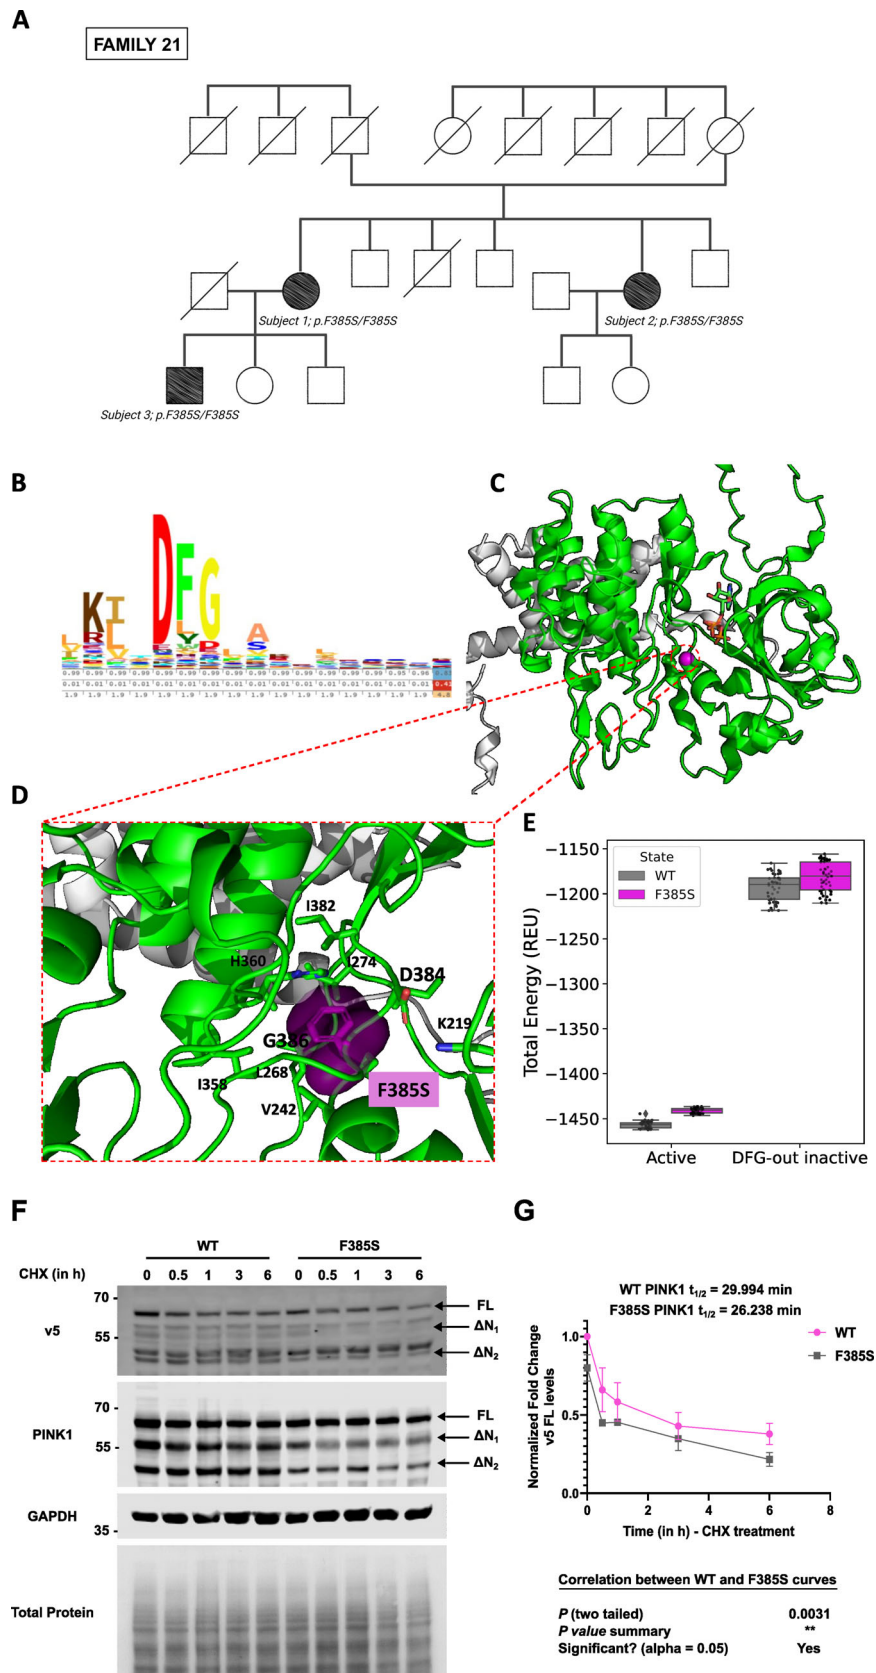 A
FAMILY 21
Subject 1; p.F385S/F385S
Subject 2; p.F385S/F385S
Subject 3; p.F385S/F385S
B
C
D
I382
H360
I274
D384
K219
G386
L268
I358
V242
F385S
E
State
WT
F385S
Total Energy (REU)
−1150
−1200
−1250
−1300
−1350
−1400
−1450
Active
DFG-out inactive
F
WT
F385S
CHX (in h)
0 0.5 1 3 6 0 0.5 1 3 6
70
v5
55
FL
ΔN1
ΔN2
70
PINK1
55
FL
ΔN1
ΔN2
GAPDH
35
Total Protein
G
WT PINK1 t1/2 = 29.994 min
F385S PINK1 t1/2 = 26.238 min
WT
F385S
Normalized Fold Change
v5 FL levels
1.0
0.5
0.0
0 2 4 6 8
Time (in h) - CHX treatment
Correlation between WT and F385S curves
P (two tailed) 0.0031
P value summary **
Significant? (alpha = 0.05) Yes